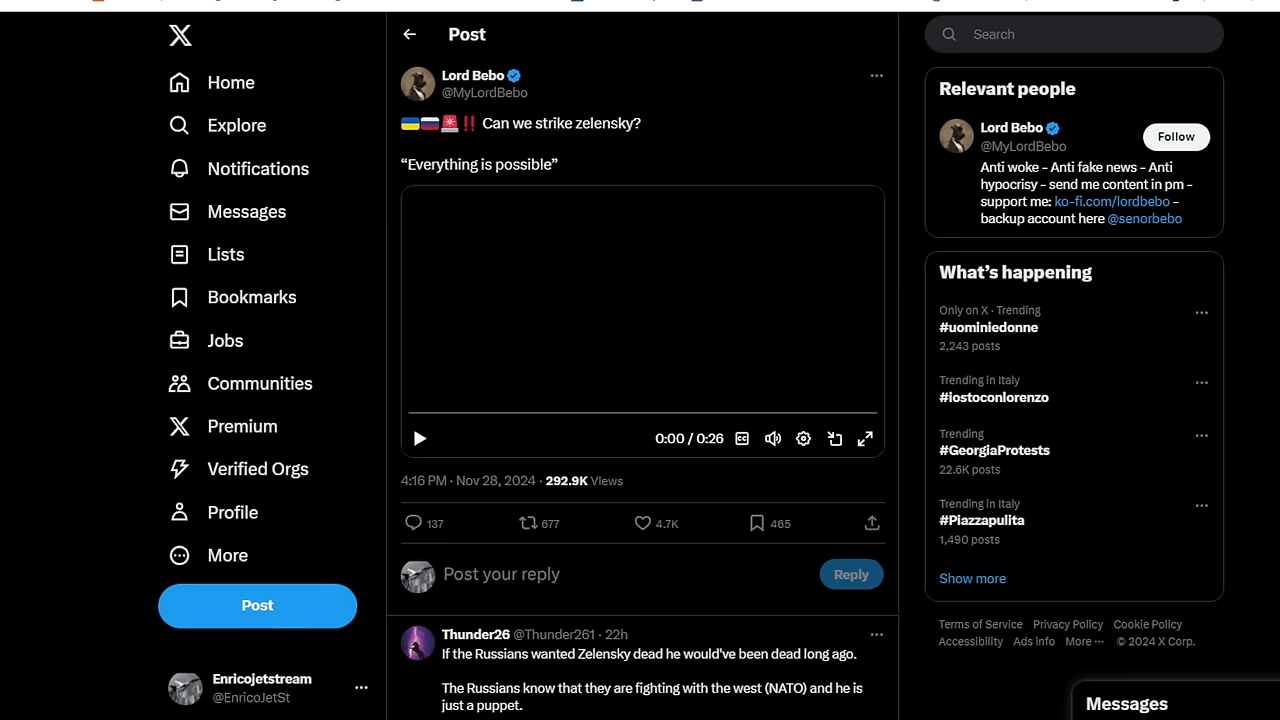 Post
Search
Lord Bebo
@MyLordBebo
Can we strike zelensky?
“Everything is possible”
0:00 / 0:26
4:16 PM · Nov 28, 2024 · 292.9K Views
137
677
4.7K
465
Post your reply
Reply
Thunder26 @Thunder261 · 22h
If the Russians wanted Zelensky dead he would've been dead long ago.
The Russians know that they are fighting with the west (NATO) and he is
just a puppet.
Home
Explore
Notifications
Messages
Lists
Bookmarks
Jobs
Communities
Premium
Verified Orgs
Profile
More
Post
Enricojetstream
@EnricoJetSt
Relevant people
Lord Bebo
@MyLordBebo
Follow
Anti woke - Anti fake news - Anti
hypocrisy - send me content in pm -
support me: ko-fi.com/lordbebo -
backup account here @senorbebo
What’s happening
Only on X · Trending
#uominiedonne
2,243 posts
Trending in Italy
#iostoconlorenzo
Trending
#GeorgiaProtests
22.6K posts
Trending in Italy
#Piazzapulita
1,490 posts
Show more
Terms of Service Privacy Policy Cookie Policy
Accessibility Ads info More ··· © 2024 X Corp.
Messages